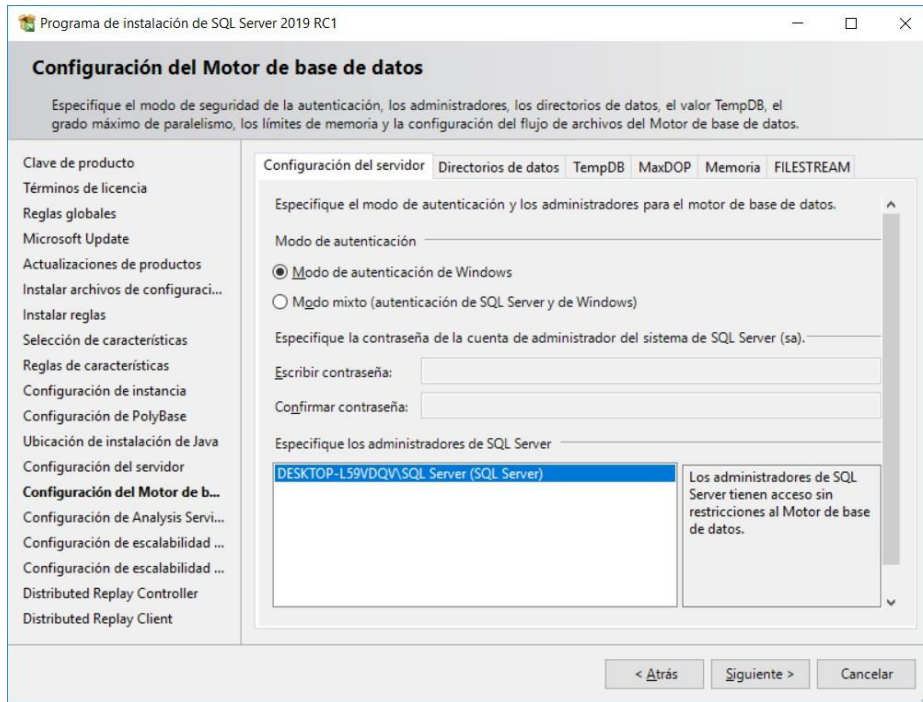 Programa de instalación de SQL Server 2019 RC1
Configuración del Motor de base de datos
Especifique el modo de seguridad de la autenticación, los administradores, los directorios de datos, el valor TempDB, el
grado máximo de paralelismo, los límites de memoria y la configuración del flujo de archivos del Motor de base de datos.
Clave de producto
Términos de licencia
Reglas globales
Microsoft Update
Actualizaciones de productos
Instalar archivos de configuraci...
Instalar reglas
Selección de características
Reglas de características
Configuración de instancia
Configuración de PolyBase
Ubicación de instalación de Java
Configuración del servidor
Configuración del Motor de b...
Configuración de Analysis Servi...
Configuración de escalabilidad ...
Configuración de escalabilidad ...
Distributed Replay Controller
Distributed Replay Client
Configuración del servidor Directorios de datos TempDB MaxDOP Memoria FILESTREAM
Especifique el modo de autenticación y los administradores para el motor de base de datos.
Modo de autenticación
Modo de autenticación de Windows
Modo mixto (autenticación de SQL Server y de Windows)
Especifique la contraseña de la cuenta de administrador del sistema de SQL Server (sa).
Escribir contraseña:
Confirmar contraseña:
Especifique los administradores de SQL Server
DESKTOP-L59VDQV\SQL Server (SQL Server)
Los administradores de SQL
Server tienen acceso sin
restricciones al Motor de base
de datos.
< Atrás Siguiente > Cancelar